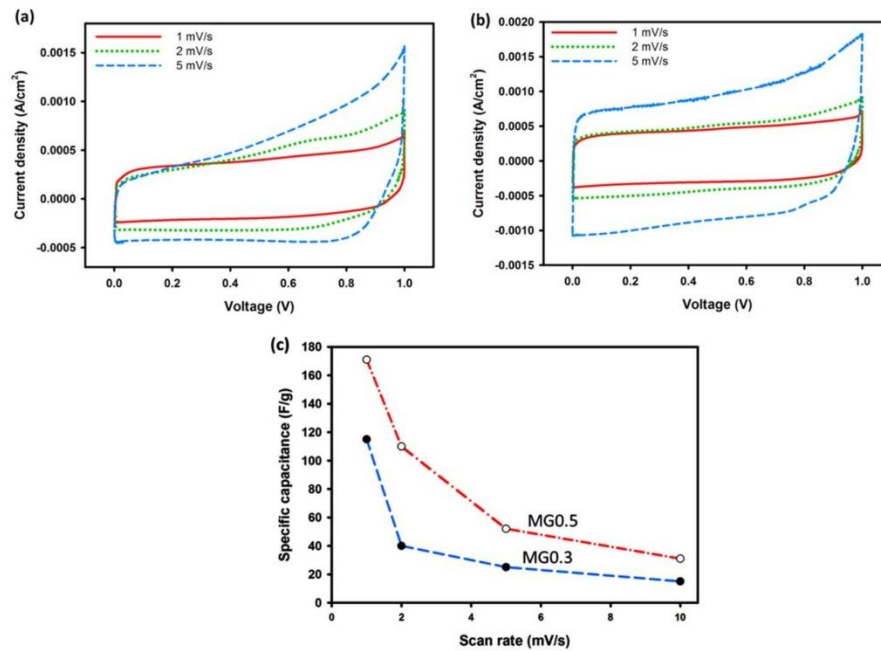 (a)
1 mV/s
2 mV/s
5 mV/s
Current density (A/cm²)
0.0015
0.0010
0.0005
0.0000
-0.0005
0.0 0.2 0.4 0.6 0.8 1.0
Voltage (V)
(b)
1 mV/s
2 mV/s
5 mV/s
Current density (A/cm²)
0.0020
0.0015
0.0010
0.0005
0.0000
-0.0005
-0.0010
-0.0015
0.0 0.2 0.4 0.6 0.8 1.0
Voltage (V)
(c)
Specific capacitance (F/g)
180
160
140
120
100
80
60
40
20
0
MG0.5
MG0.3
0 2 4 6 8 10
Scan rate (mV/s)